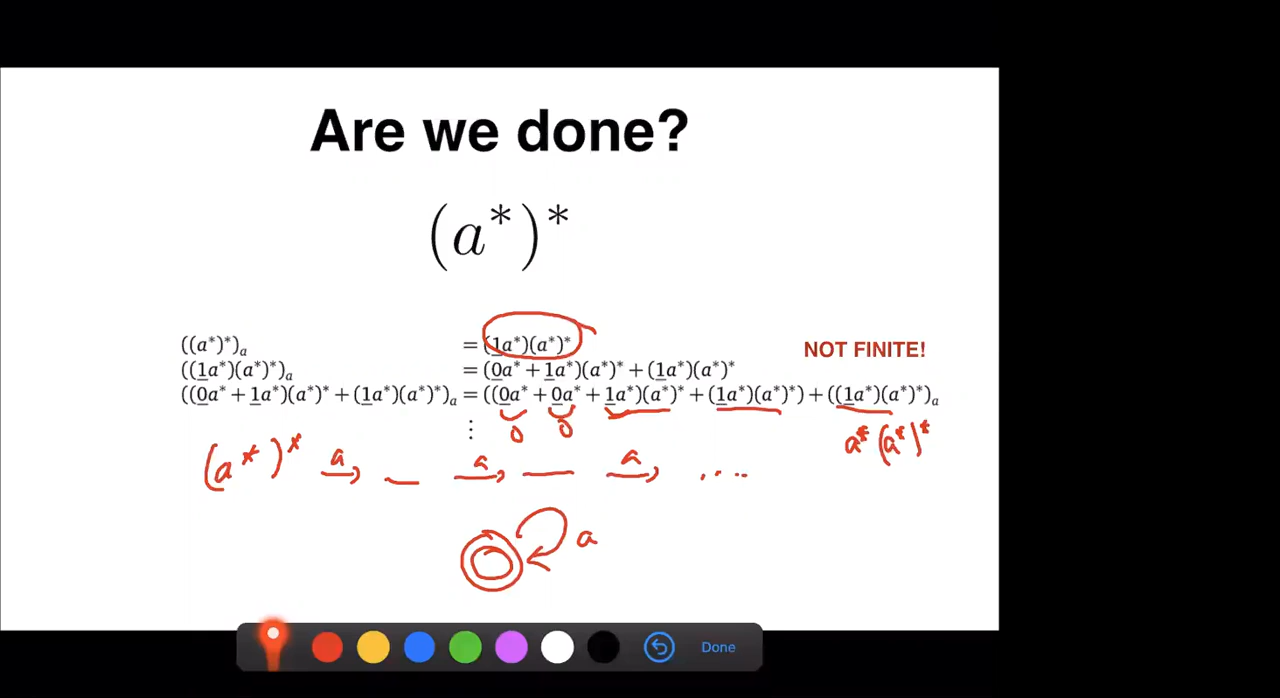 Are we done?
(a*)*
((a*)*)ₐ = (1a*)(a*)*
NOT FINITE!
((1a*)(a*)*)ₐ = (0a* + 1a*)(a*)* + (1a*)(a*)*
((0a* + 1a*)(a*)* + (1a*)(a*)*)ₐ = ((0a* + 0a* + 1a*)(a*)* + (1a*)(a*)*) + ((1a*)(a*)*)ₐ
⋮
0 0
a*(a*)*
(a*)* a, _ a, _ a, ....
a
Done